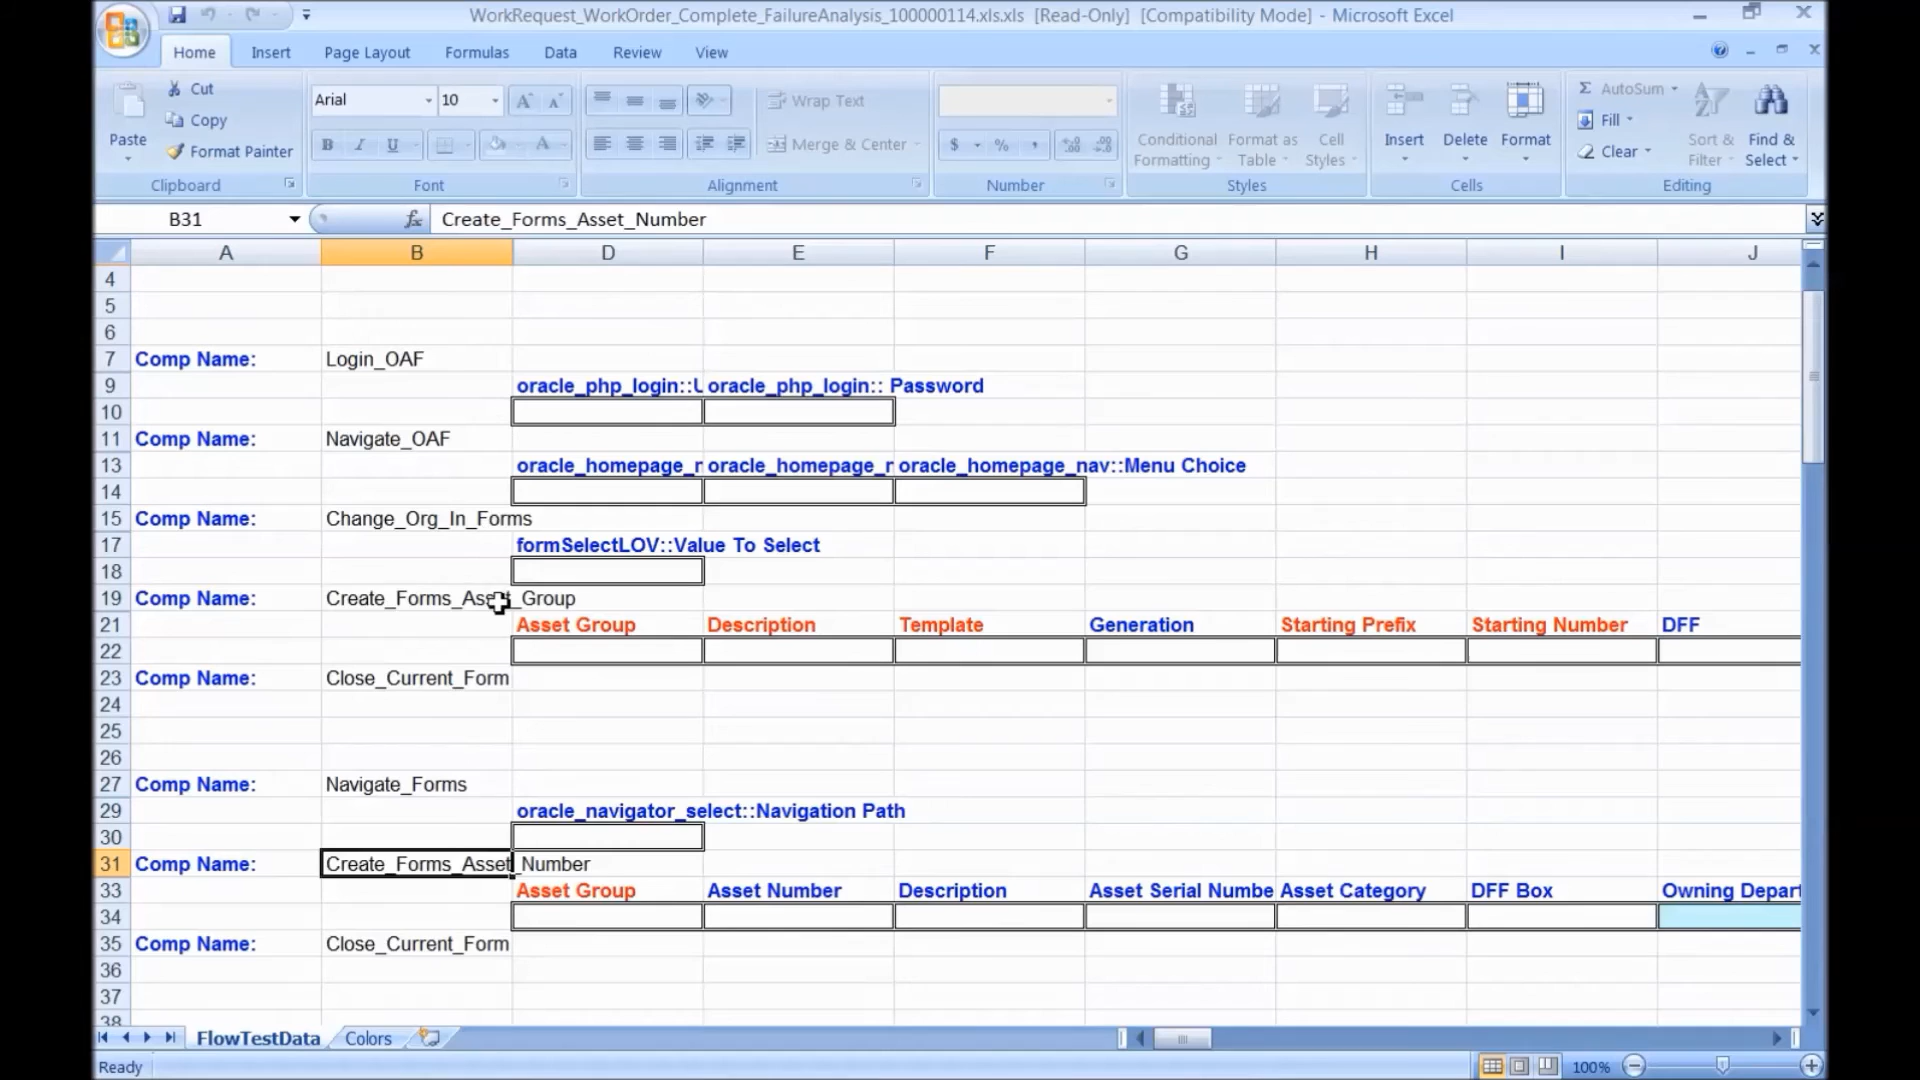 WorkRequest_WorkOrder_Complete_FailureAnalysis_100000114.xls.xls [Read-Only] [Compatibility Mode] - Microsoft Excel
Home Insert Page Layout Formulas Data Review View
Paste Cut Copy Format Painter Clipboard
Arial 10 B I U Font
Wrap Text Merge & Center Alignment
$ % , Number
Conditional Formatting Format as Table Cell Styles Styles
Insert Delete Format Cells
Σ AutoSum Fill Clear Sort & Filter Find & Select Editing
B31 fx Create_Forms_Asset_Number
A B D E F G H I J
4
5
6
7 Comp Name: Login_OAF
9 oracle_php_login::U oracle_php_login:: Password
10
11 Comp Name: Navigate_OAF
13 oracle_homepage_r oracle_homepage_r oracle_homepage_nav::Menu Choice
14
15 Comp Name: Change_Org_In_Forms
17 formSelectLOV::Value To Select
18
19 Comp Name: Create_Forms_Asset_Group
21 Asset Group Description Template Generation Starting Prefix Starting Number DFF
22
23 Comp Name: Close_Current_Form
24
25
26
27 Comp Name: Navigate_Forms
29 oracle_navigator_select::Navigation Path
30
31 Comp Name: Create_Forms_Asset_Number
33 Asset Group Asset Number Description Asset Serial Numbe Asset Category DFF Box Owning Depart
34
35 Comp Name: Close_Current_Form
36
37
38
FlowTestData Colors
Ready 100%